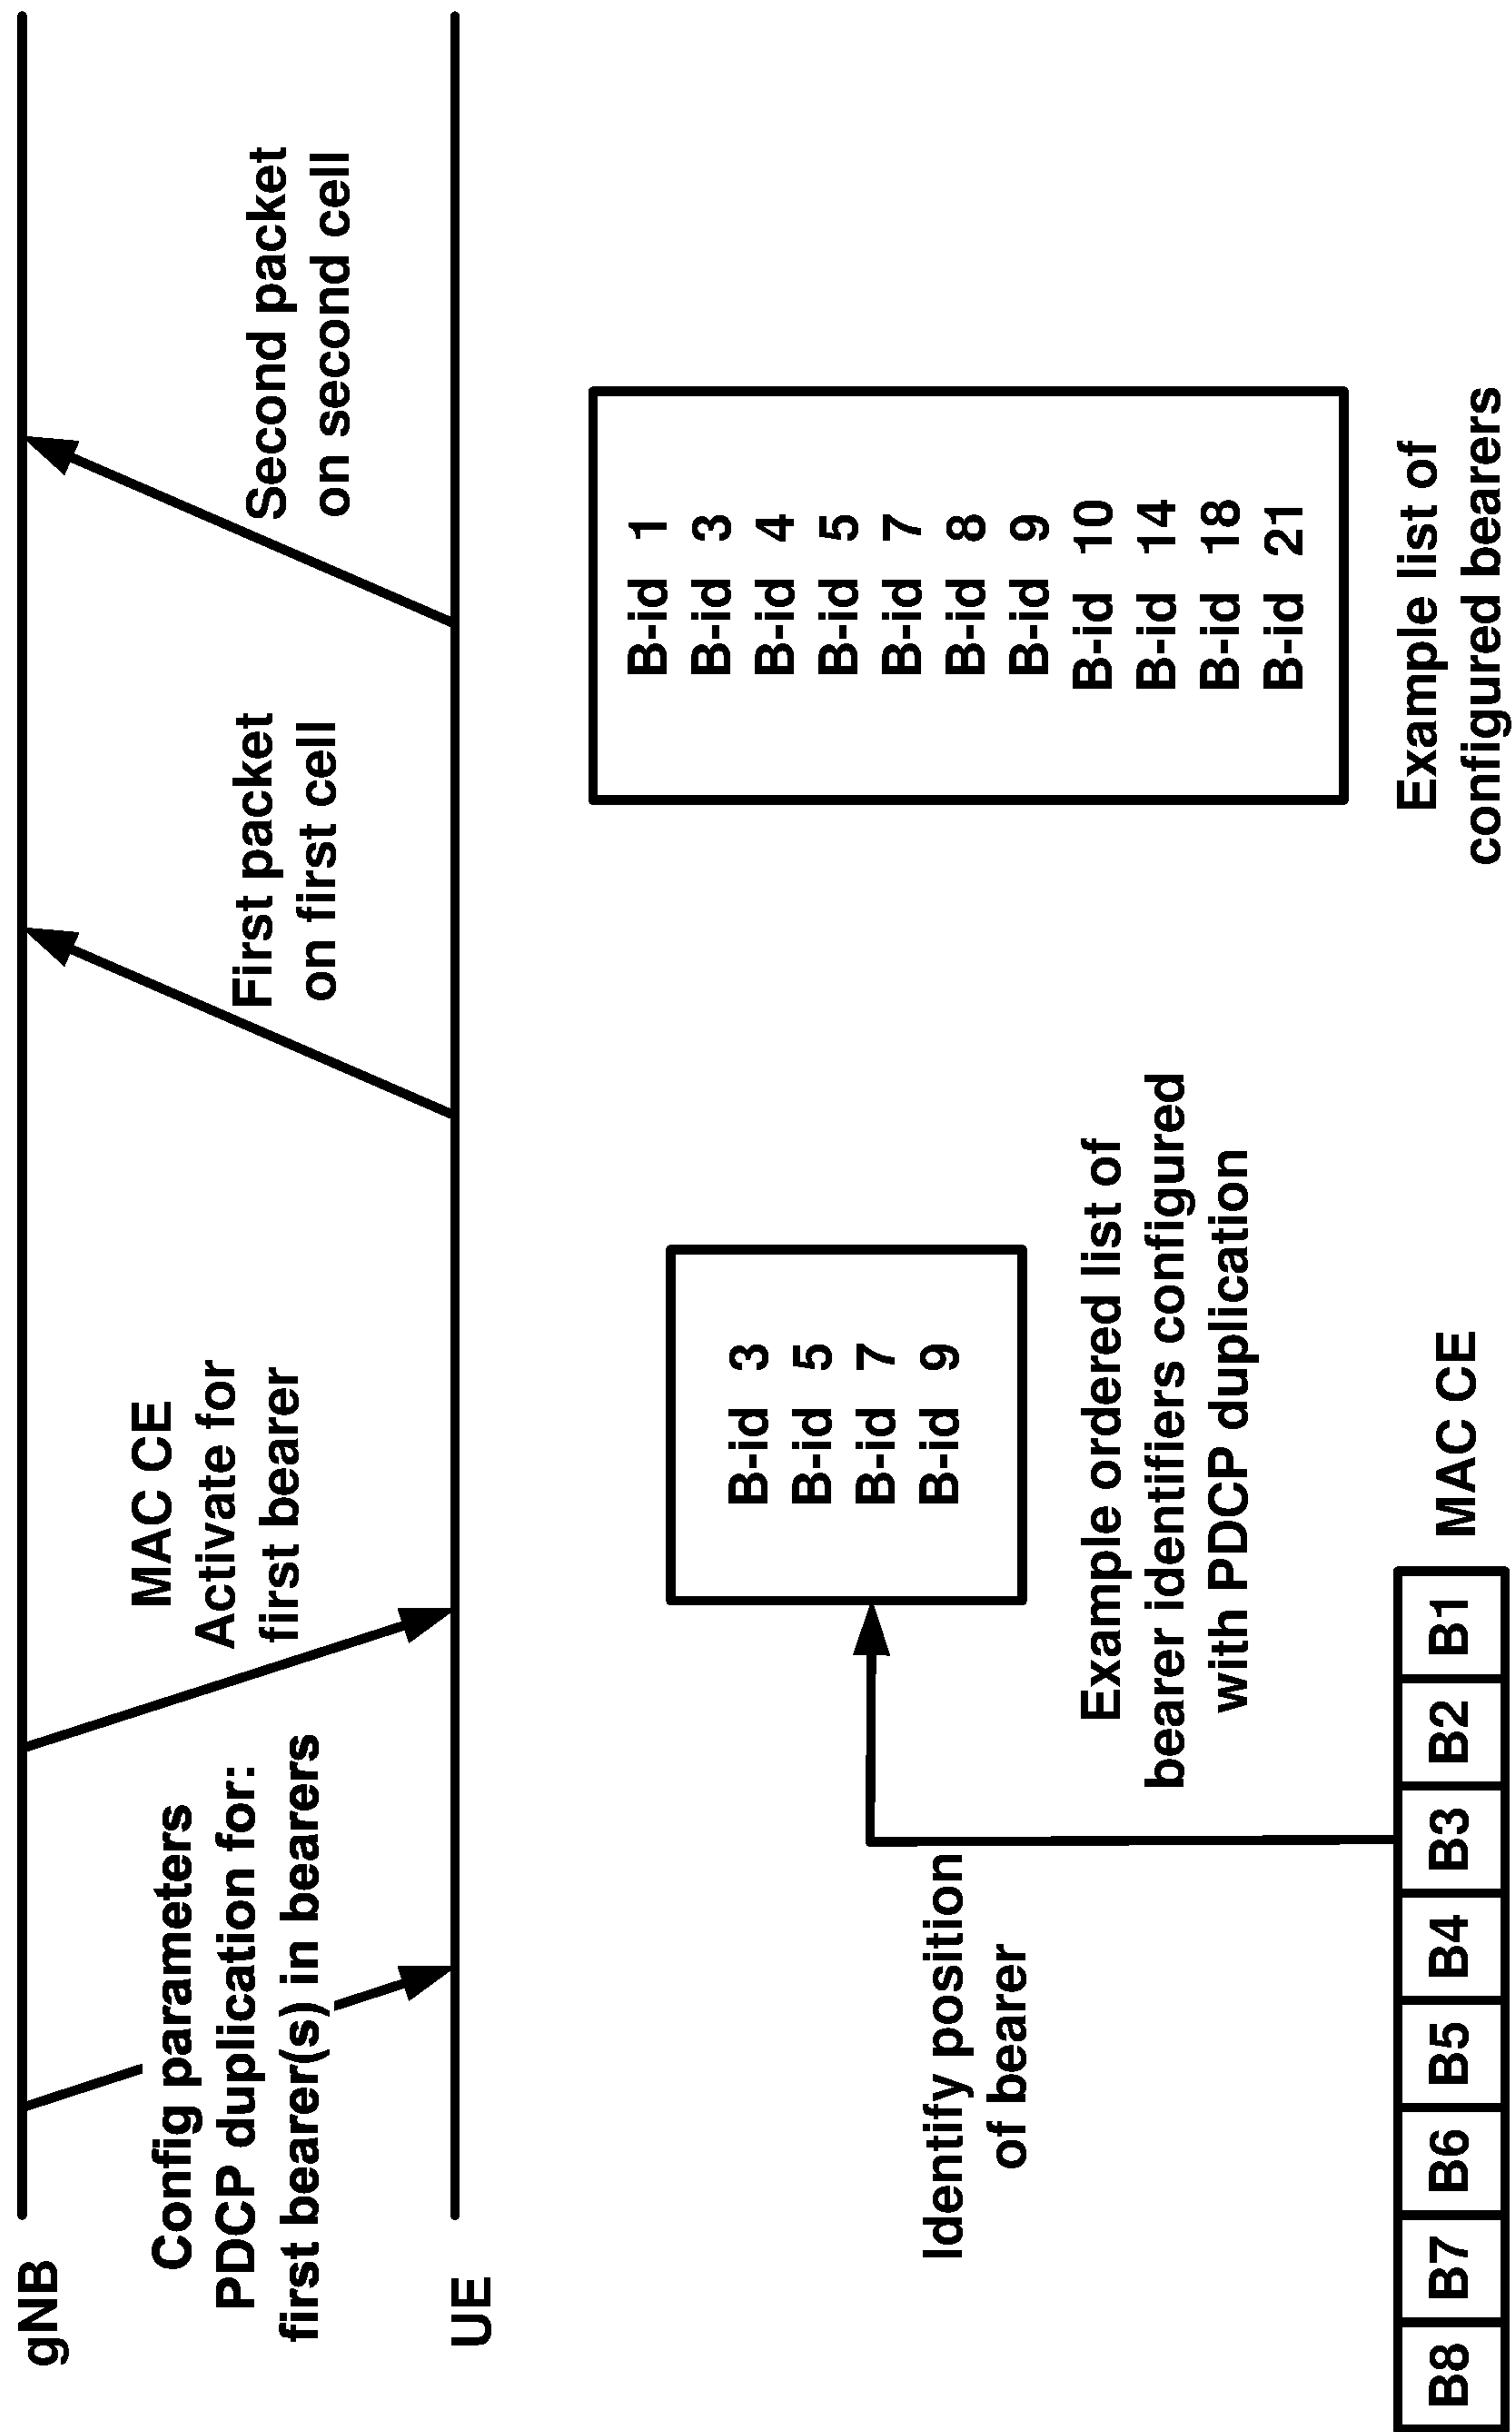 gNB
Config parameters
PDCP duplication for:
first bearer(s) in bearers
MAC CE
Activate for
first bearer
First packet
on first cell
Second packet
on second cell
UE
Identify position
of bearer
B-id 3
B-id 5
B-id 7
B-id 9
Example ordered list of
bearer identifiers configured
with PDCP duplication
B-id 1
B-id 3
B-id 4
B-id 5
B-id 7
B-id 8
B-id 9
B-id 10
B-id 14
B-id 18
B-id 21
Example list of
configured bearers
B8 B7 B6 B5 B4 B3 B2 B1 MAC CE